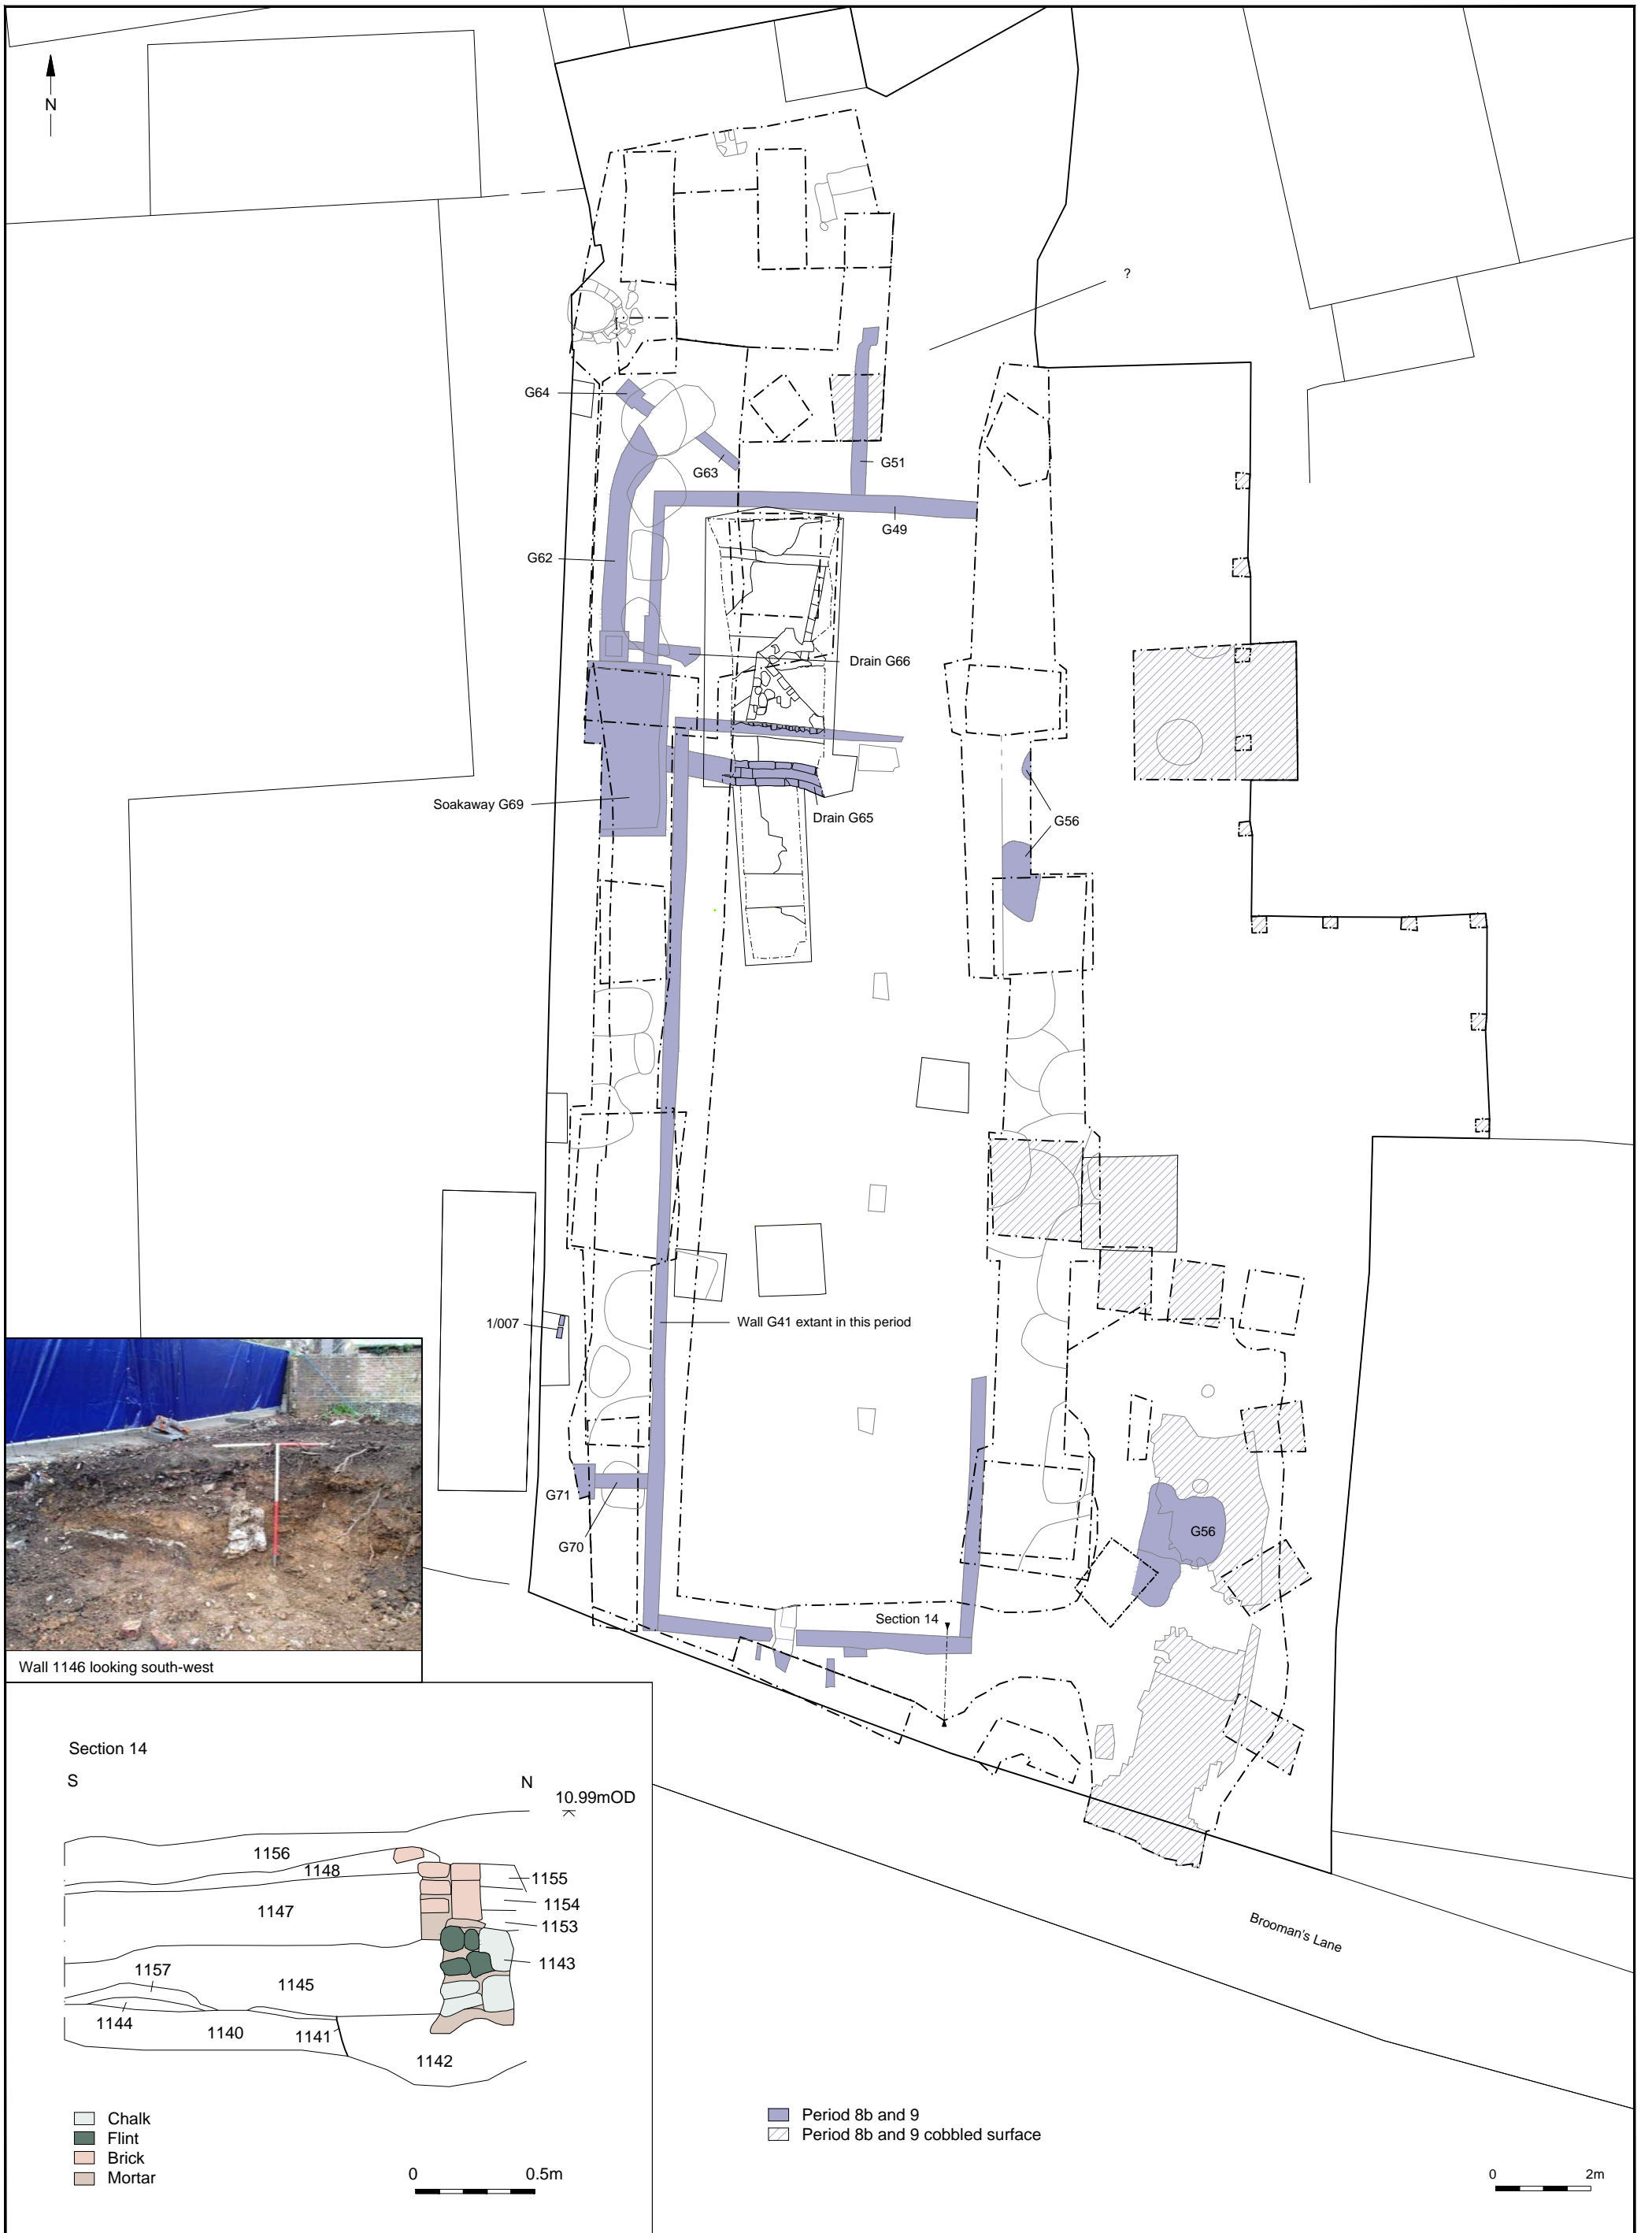 N
?
G64
G63
G51
G49
G62
Drain G66
Soakaway G69
Drain G65
G56
1/007
Wall G41 extant in this period
G71
G70
G56
Section 14
Wall 1146 looking south-west
Section 14
S
N
10.99mOD
1156
1148
1155
1147
1154
1153
1143
1157
1145
1144
1140
1141
1142
Brooman's Lane
Chalk
Flint
Brick
Mortar
0 0.5m
Period 8b and 9
Period 8b and 9 cobbled surface
0 2m